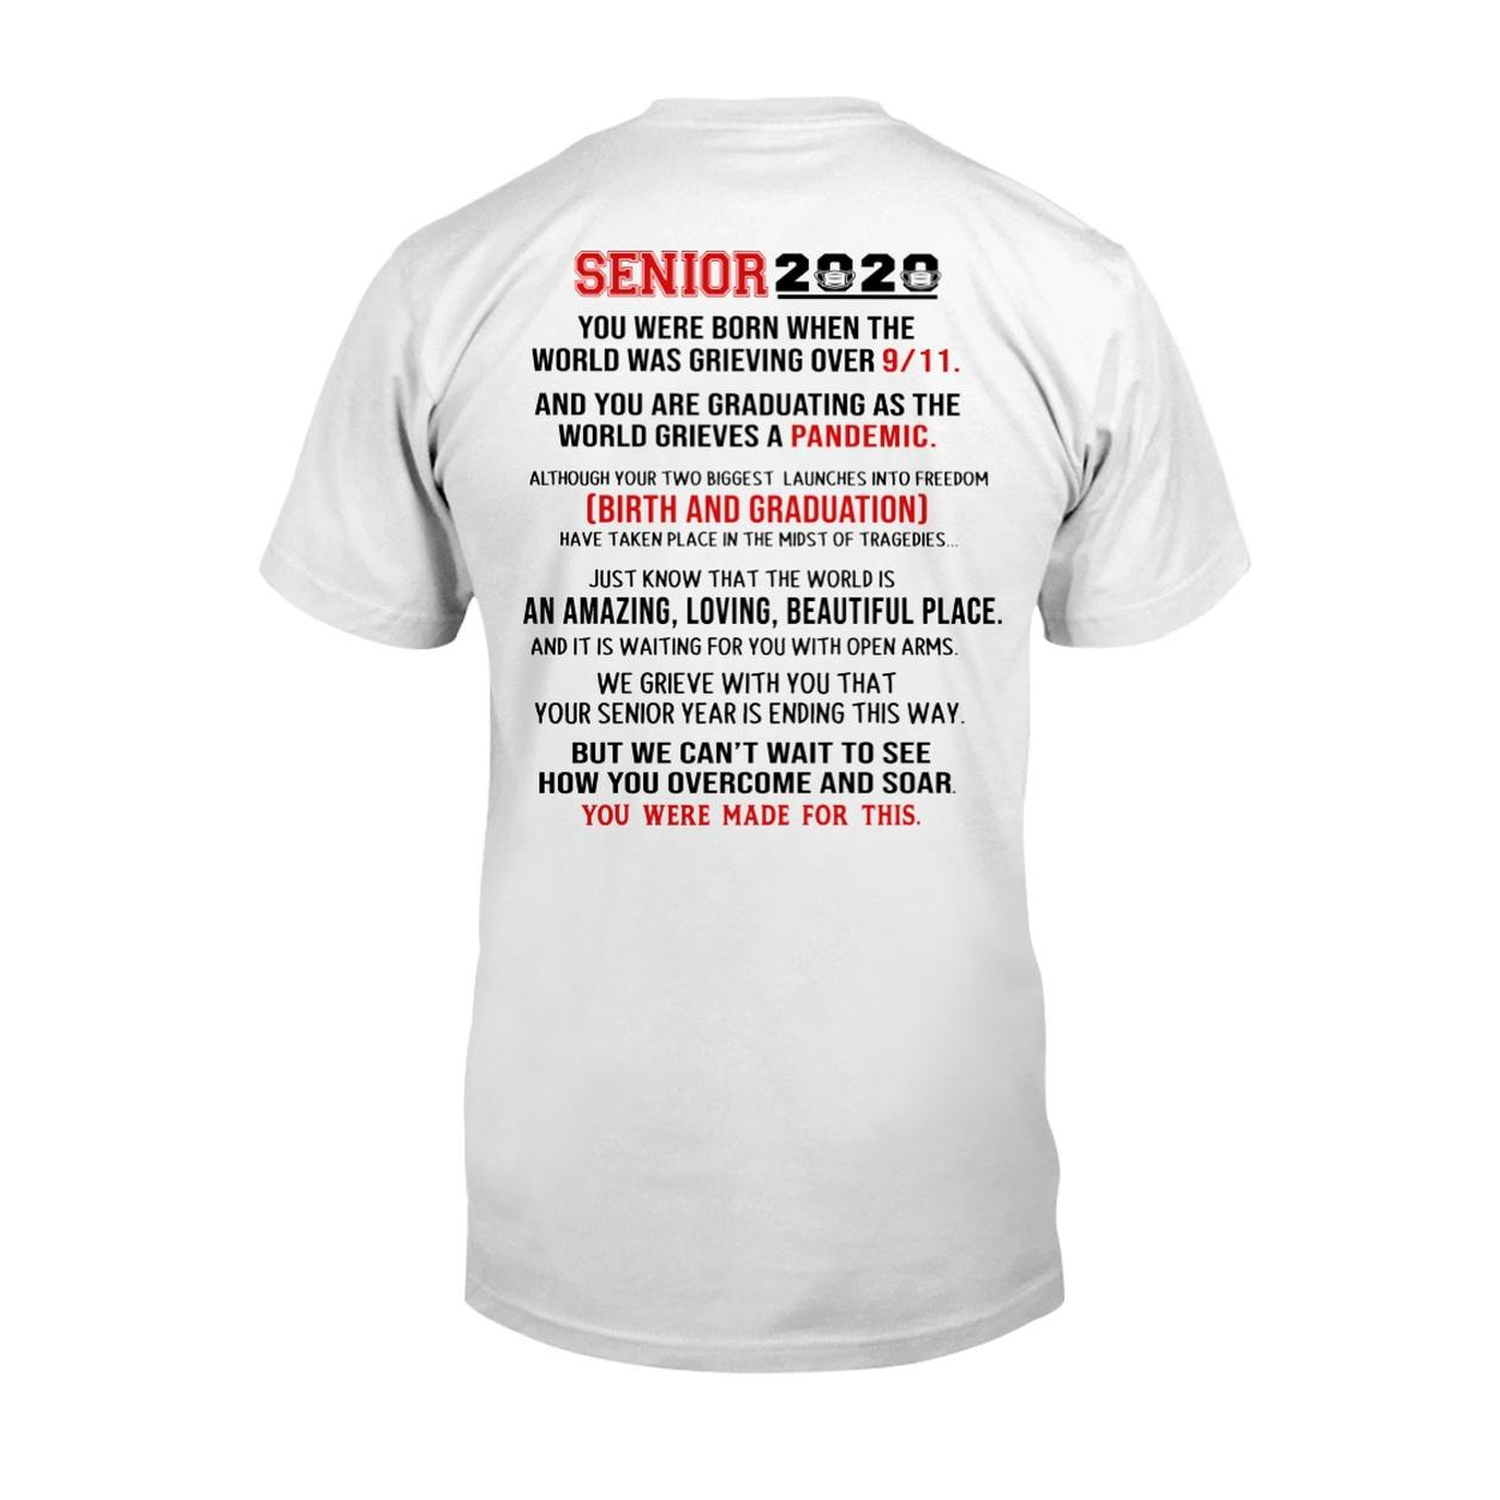 SENIOR 2020
YOU WERE BORN WHEN THE
WORLD WAS GRIEVING OVER 9/11.
AND YOU ARE GRADUATING AS THE
WORLD GRIEVES A PANDEMIC.
ALTHOUGH YOUR TWO BIGGEST LAUNCHES INTO FREEDOM
(BIRTH AND GRADUATION)
HAVE TAKEN PLACE IN THE MIDST OF TRAGEDIES...
JUST KNOW THAT THE WORLD IS
AN AMAZING, LOVING, BEAUTIFUL PLACE.
AND IT IS WAITING FOR YOU WITH OPEN ARMS.
WE GRIEVE WITH YOU THAT
YOUR SENIOR YEAR IS ENDING THIS WAY.
BUT WE CAN'T WAIT TO SEE
HOW YOU OVERCOME AND SOAR.
YOU WERE MADE FOR THIS.